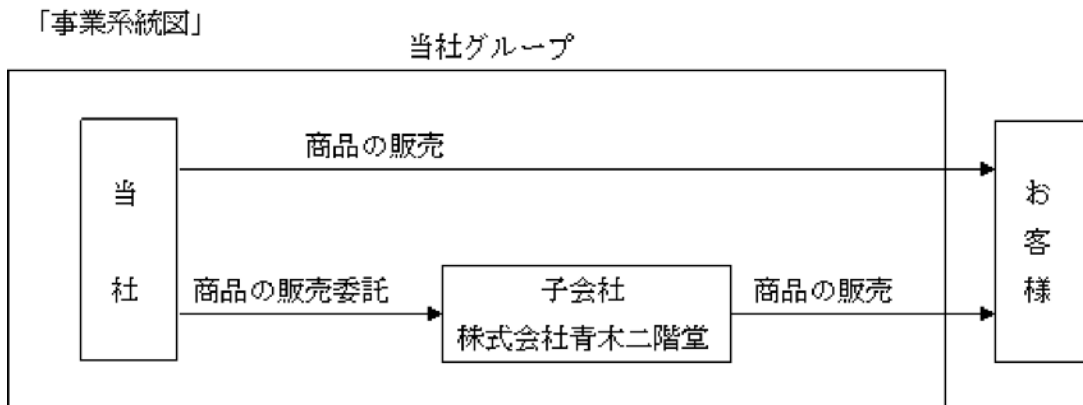 「事業系統図」
当社グループ
商品の販売
当社
お客様
商品の販売委託
子会社
株式会社青木二階堂
商品の販売